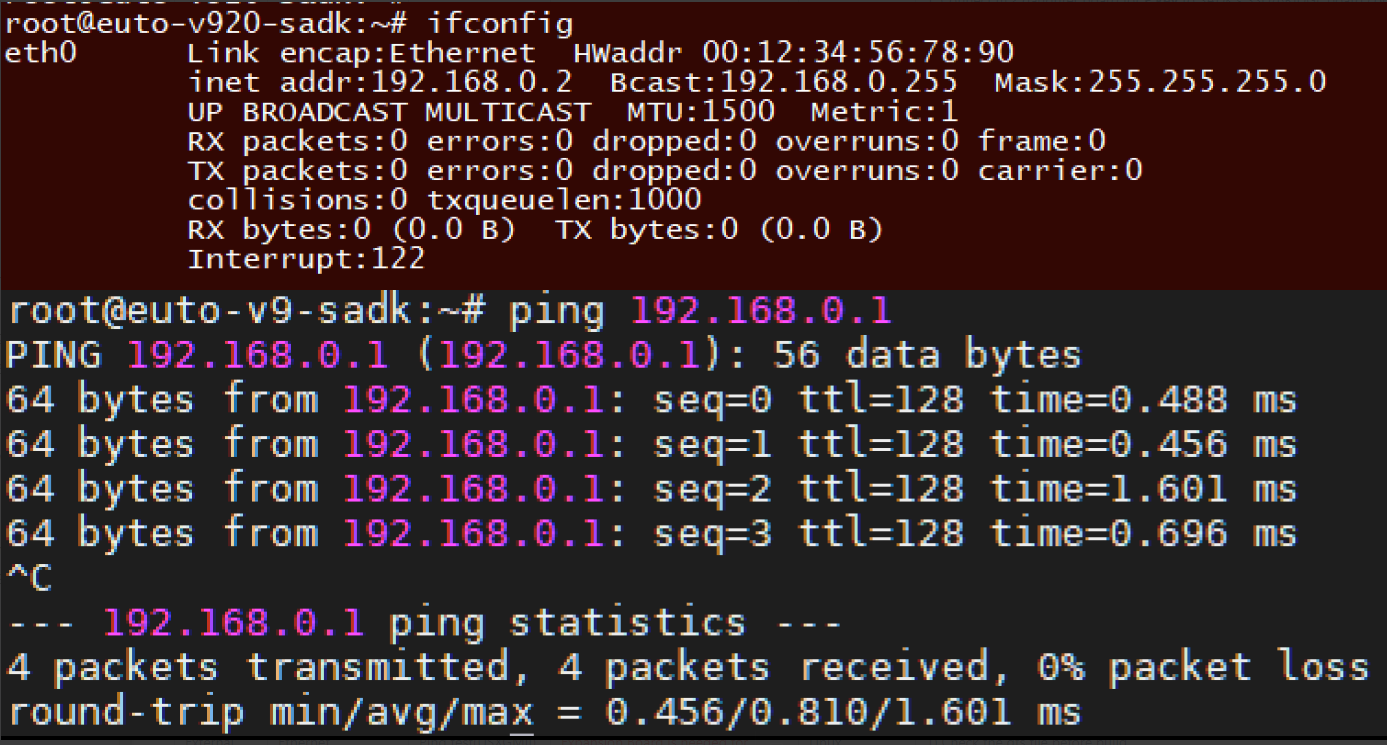 root@euto-v920-sadk:~# ifconfig
eth0      Link encap:Ethernet  HWaddr 00:12:34:56:78:90
          inet addr:192.168.0.2  Bcast:192.168.0.255  Mask:255.255.255.0
          UP BROADCAST MULTICAST  MTU:1500  Metric:1
          RX packets:0 errors:0 dropped:0 overruns:0 frame:0
          TX packets:0 errors:0 dropped:0 overruns:0 carrier:0
          collisions:0 txqueuelen:1000
          RX bytes:0 (0.0 B)  TX bytes:0 (0.0 B)
          Interrupt:122
root@euto-v9-sadk:~# ping 192.168.0.1
PING 192.168.0.1 (192.168.0.1): 56 data bytes
64 bytes from 192.168.0.1: seq=0 ttl=128 time=0.488 ms
64 bytes from 192.168.0.1: seq=1 ttl=128 time=0.456 ms
64 bytes from 192.168.0.1: seq=2 ttl=128 time=1.601 ms
64 bytes from 192.168.0.1: seq=3 ttl=128 time=0.696 ms
^C
--- 192.168.0.1 ping statistics ---
4 packets transmitted, 4 packets received, 0% packet loss
round-trip min/avg/max = 0.456/0.810/1.601 ms